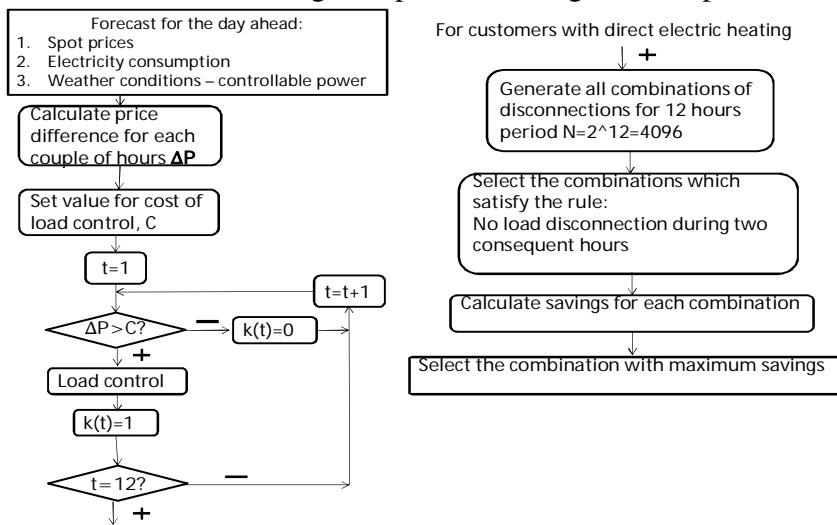 Forecast for the day ahead:
1. Spot prices
2. Electricity consumption
3. Weather conditions – controllable power
Calculate price
difference for each
couple of hours ΔP
Set value for cost of
load control, C
t=1
t=t+1
ΔP>C?
–
k(t)=0
+
Load control
k(t)=1
t=12?
–
+
For customers with direct electric heating
+
Generate all combinations of
disconnections for 12 hours
period N=2^12=4096
Select the combinations which
satisfy the rule:
No load disconnection during two
consequent hours
Calculate savings for each combination
Select the combination with maximum savings